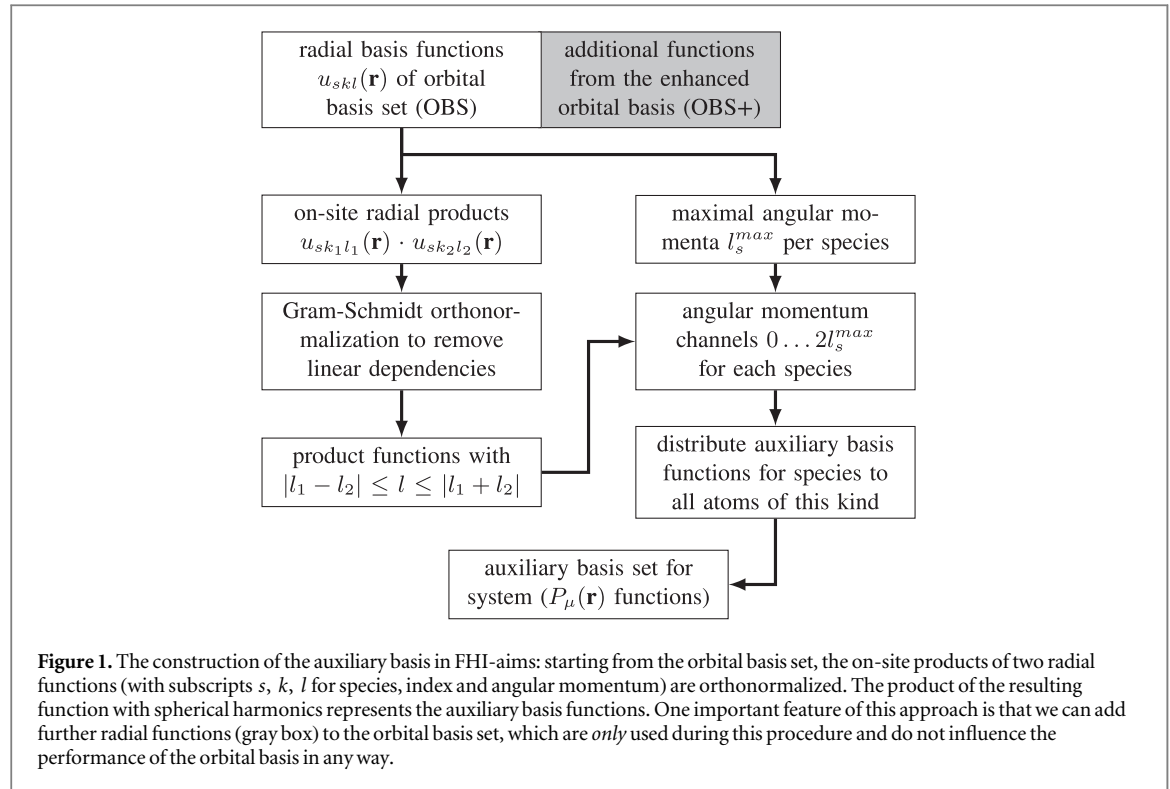 radial basis functions
u_{skl}(r) of orbital
basis set (OBS)
additional functions
from the enhanced
orbital basis (OBS+)
on-site radial products
u_{sk_1l_1}(r) · u_{sk_2l_2}(r)
maximal angular mo-
menta l_s^{max} per species
Gram-Schmidt orthonor-
malization to remove
linear dependencies
angular momentum
channels 0 … 2l_s^{max}
for each species
product functions with
|l_1 − l_2| ≤ l ≤ |l_1 + l_2|
distribute auxiliary basis
functions for species to
all atoms of this kind
auxiliary basis set for
system (P_μ(r) functions)
Figure 1. The construction of the auxiliary basis in FHI-aims: starting from the orbital basis set, the on-site products of two radial
functions (with subscripts s, k, l for species, index and angular momentum) are orthonormalized. The product of the resulting
function with spherical harmonics represents the auxiliary basis functions. One important feature of this approach is that we can add
further radial functions (gray box) to the orbital basis set, which are only used during this procedure and do not influence the
performance of the orbital basis in any way.